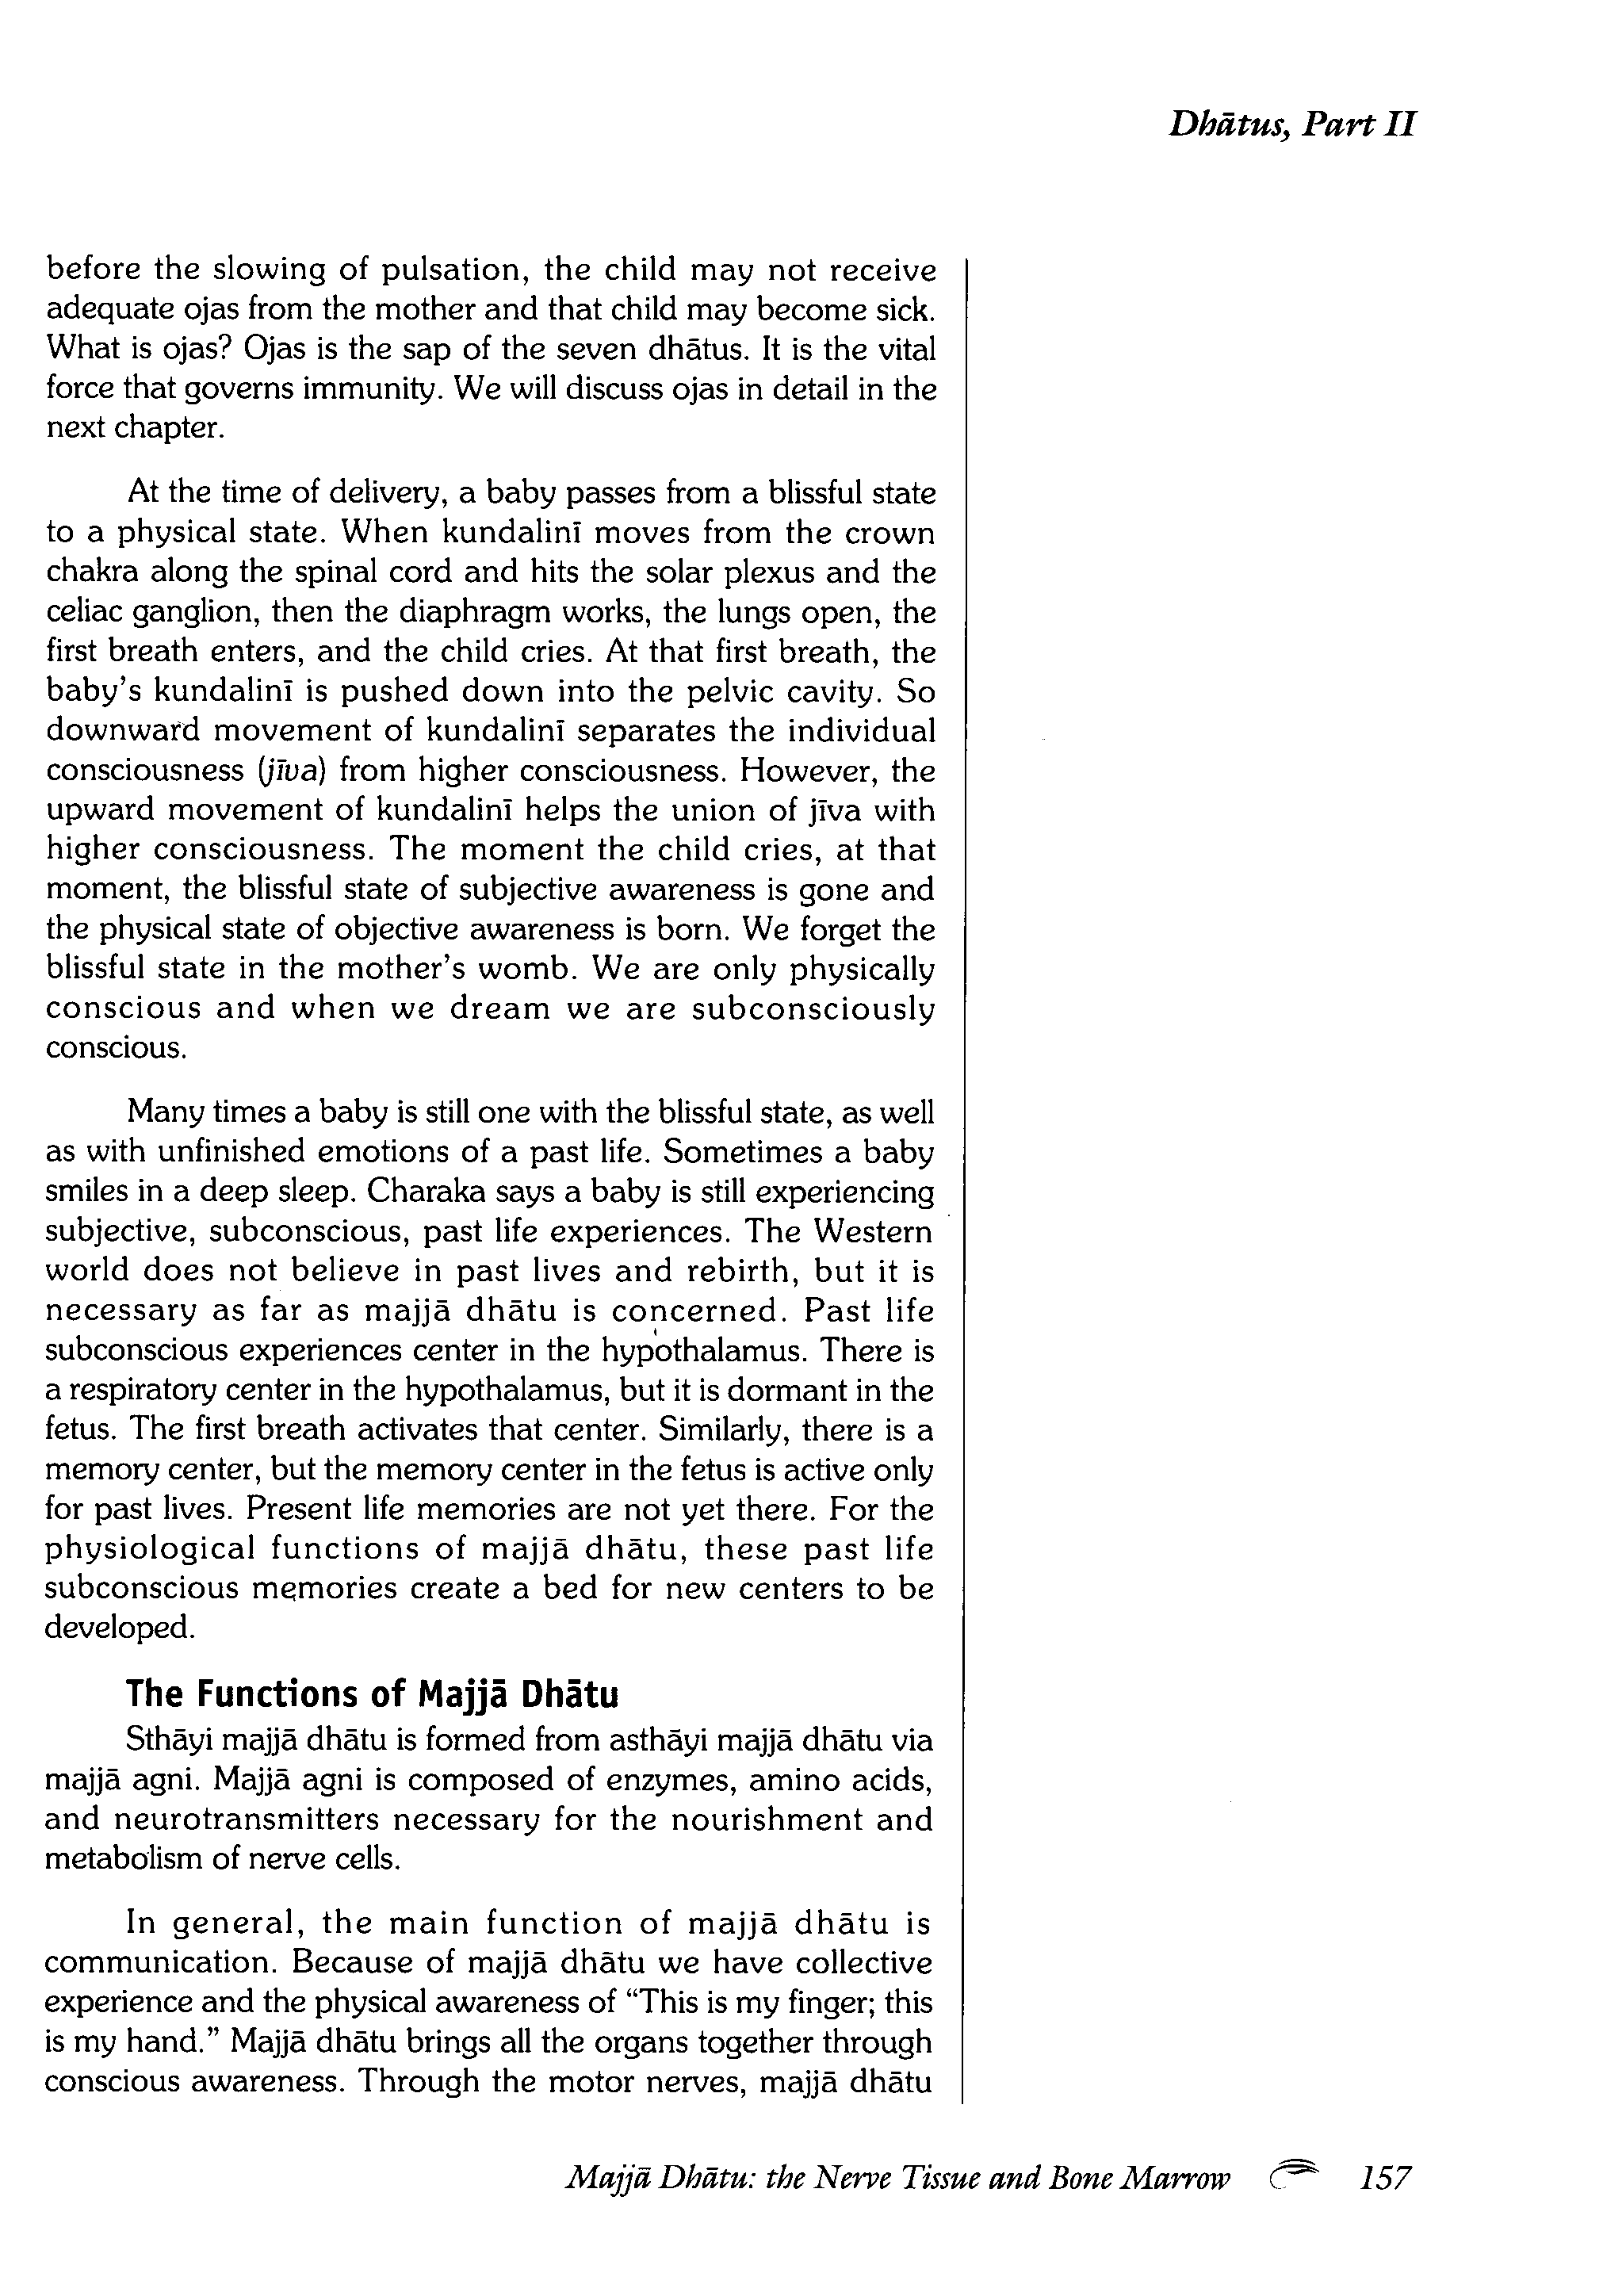 Dhātus, Part II
before the slowing of pulsation, the child may not receive
adequate ojas from the mother and that child may become sick.
What is ojas? Ojas is the sap of the seven dhātus. It is the vital
force that governs immunity. We will discuss ojas in detail in the
next chapter.
At the time of delivery, a baby passes from a blissful state
to a physical state. When kundalinī moves from the crown
chakra along the spinal cord and hits the solar plexus and the
celiac ganglion, then the diaphragm works, the lungs open, the
first breath enters, and the child cries. At that first breath, the
baby's kundalinī is pushed down into the pelvic cavity. So
downward movement of kundalinī separates the individual
consciousness (jīva) from higher consciousness. However, the
upward movement of kundalinī helps the union of jīva with
higher consciousness. The moment the child cries, at that
moment, the blissful state of subjective awareness is gone and
the physical state of objective awareness is born. We forget the
blissful state in the mother's womb. We are only physically
conscious and when we dream we are subconsciously
conscious.
Many times a baby is still one with the blissful state, as well
as with unfinished emotions of a past life. Sometimes a baby
smiles in a deep sleep. Charaka says a baby is still experiencing
subjective, subconscious, past life experiences. The Western
world does not believe in past lives and rebirth, but it is
necessary as far as majjā dhātu is concerned. Past life
subconscious experiences center in the hypothalamus. There is
a respiratory center in the hypothalamus, but it is dormant in the
fetus. The first breath activates that center. Similarly, there is a
memory center, but the memory center in the fetus is active only
for past lives. Present life memories are not yet there. For the
physiological functions of majjā dhātu, these past life
subconscious memories create a bed for new centers to be
developed.
The Functions of Majjā Dhātu
Sthāyi majjā dhātu is formed from asthāyi majjā dhātu via
majjā agni. Majjā agni is composed of enzymes, amino acids,
and neurotransmitters necessary for the nourishment and
metabolism of nerve cells.
In general, the main function of majjā dhātu is
communication. Because of majjā dhātu we have collective
experience and the physical awareness of “This is my finger; this
is my hand.” Majjā dhātu brings all the organs together through
conscious awareness. Through the motor nerves, majjā dhātu
Majjā Dhātu: the Nerve Tissue and Bone Marrow 157